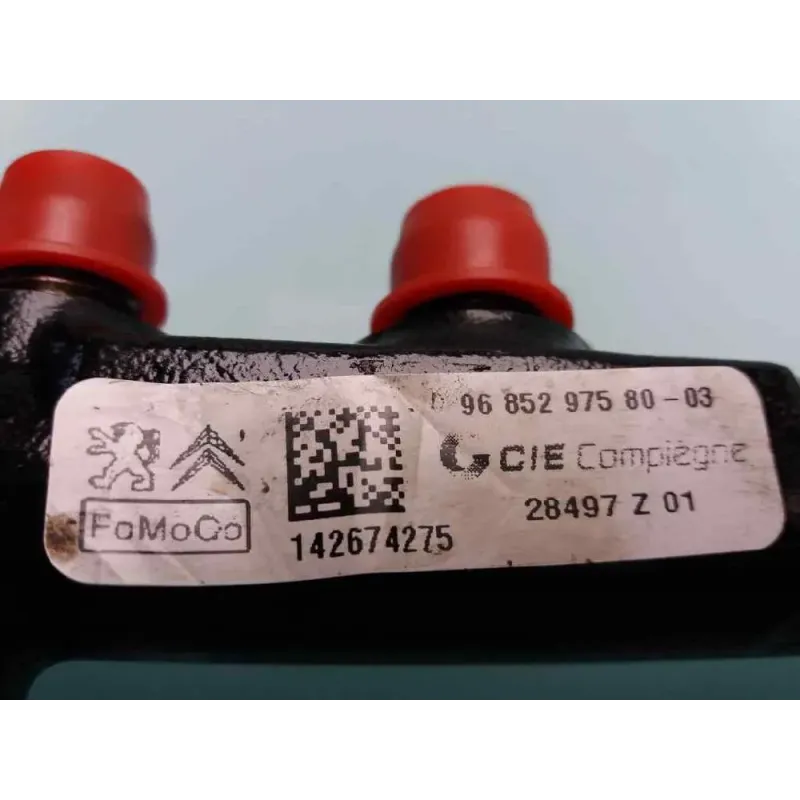 96 852 975 80-03
CIE Compiègne
28497 Z 01
FoMoCo
142674275